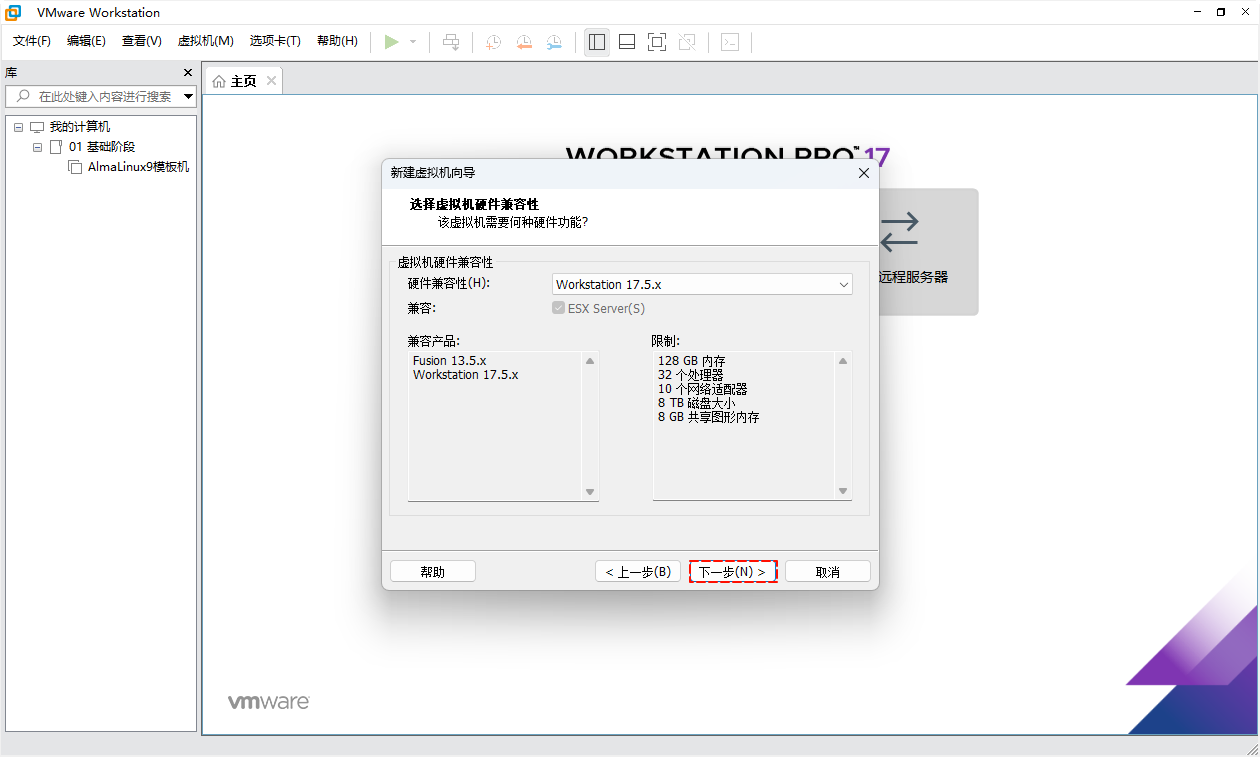 VMware Workstation
文件(F) 编辑(E) 查看(V) 虚拟机(M) 选项卡(T) 帮助(H)
库
在此处键入内容进行搜索
主页
我的计算机
01 基础阶段
AlmaLinux9模板机
WORKSTATION PRO™ 17
新建虚拟机向导
选择虚拟机硬件兼容性
该虚拟机需要何种硬件功能?
虚拟机硬件兼容性
硬件兼容性(H): Workstation 17.5.x
兼容: ESX Server(S)
兼容产品:
Fusion 13.5.x
Workstation 17.5.x
限制:
128 GB 内存
32 个处理器
10 个网络适配器
8 TB 磁盘大小
8 GB 共享图形内存
远程服务器
帮助 < 上一步(B) 下一步(N) > 取消
vmware